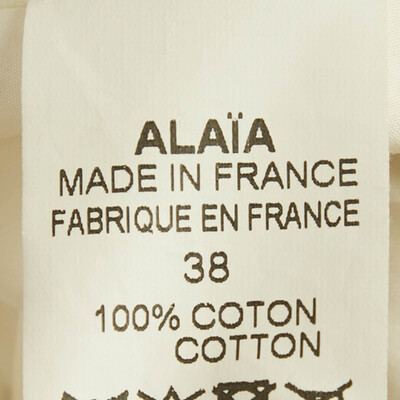 ALAÏA
MADE IN FRANCE
FABRIQUE EN FRANCE
38
100% COTON
COTTON